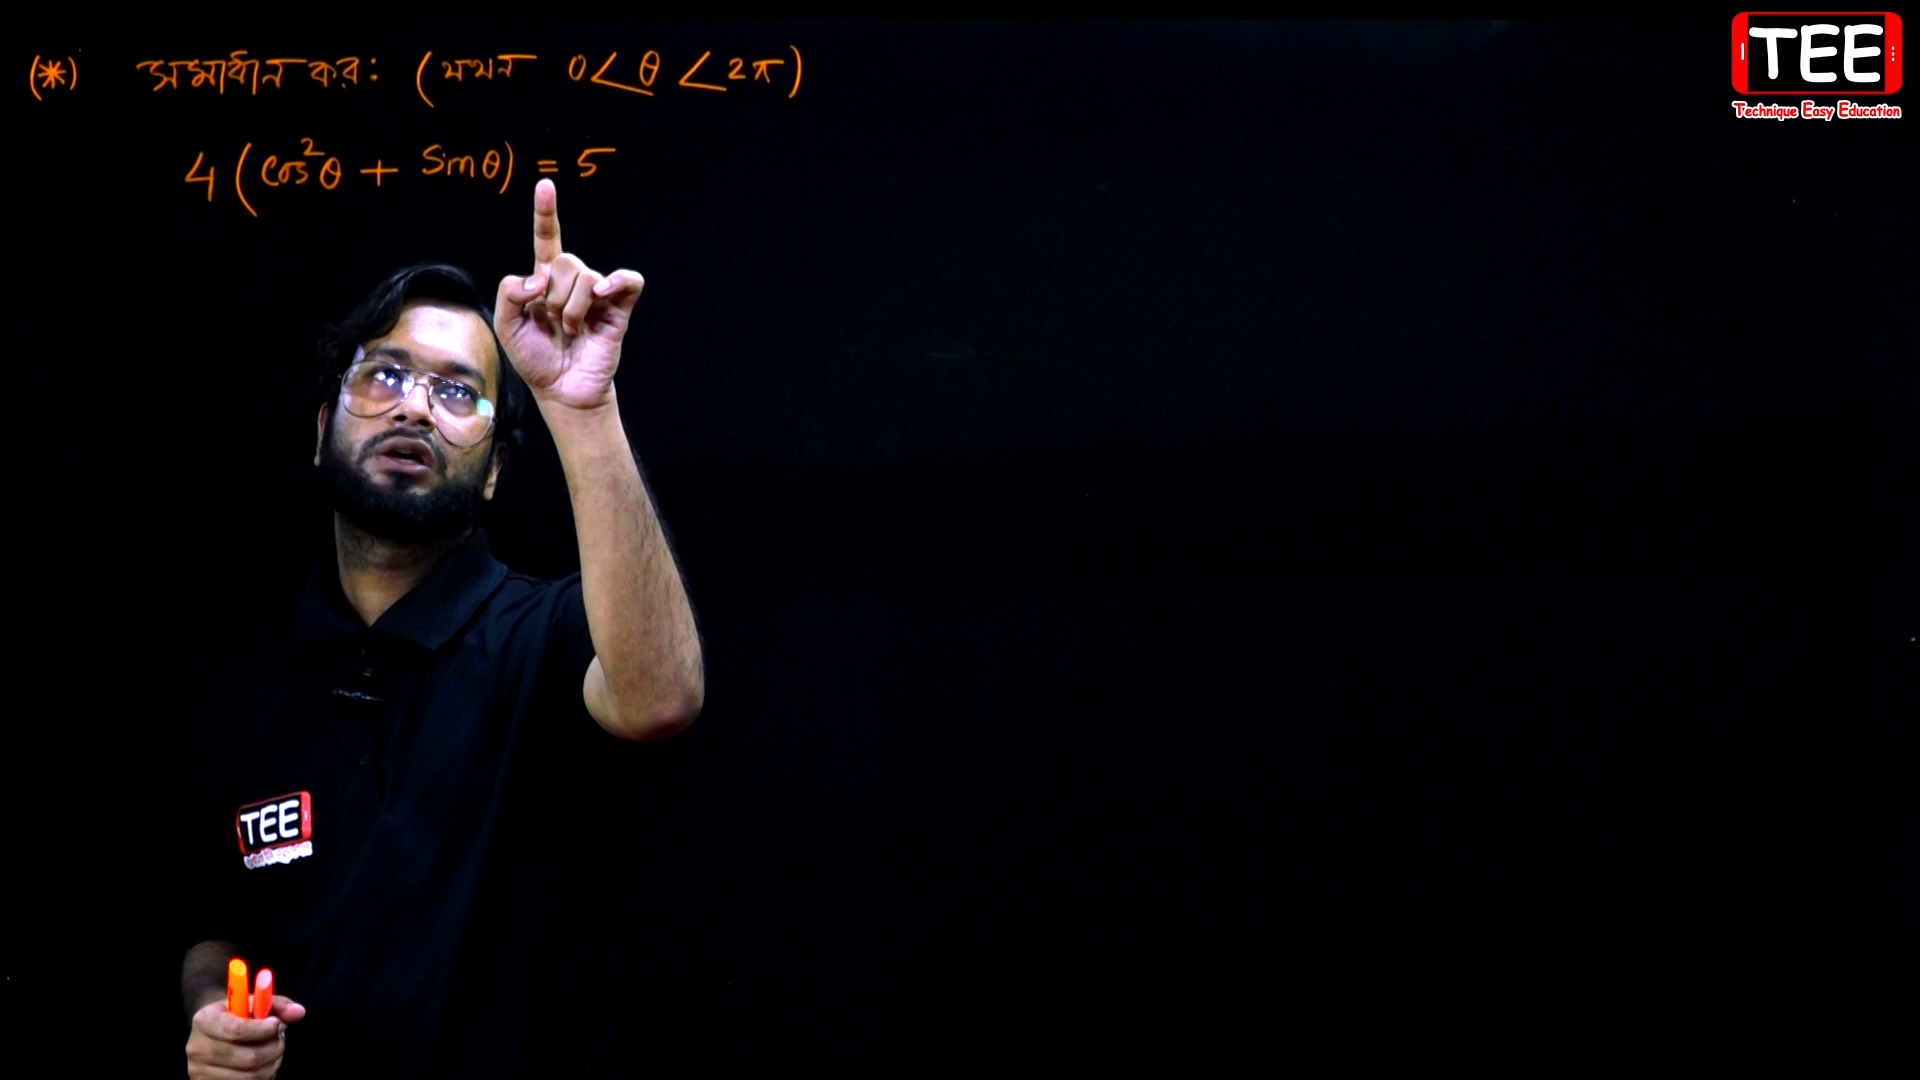 (*) সমাধান কর: (যখন 0<θ<2π)
4(cos²θ + sinθ) = 5
TEE
Technique Easy Education
TEE